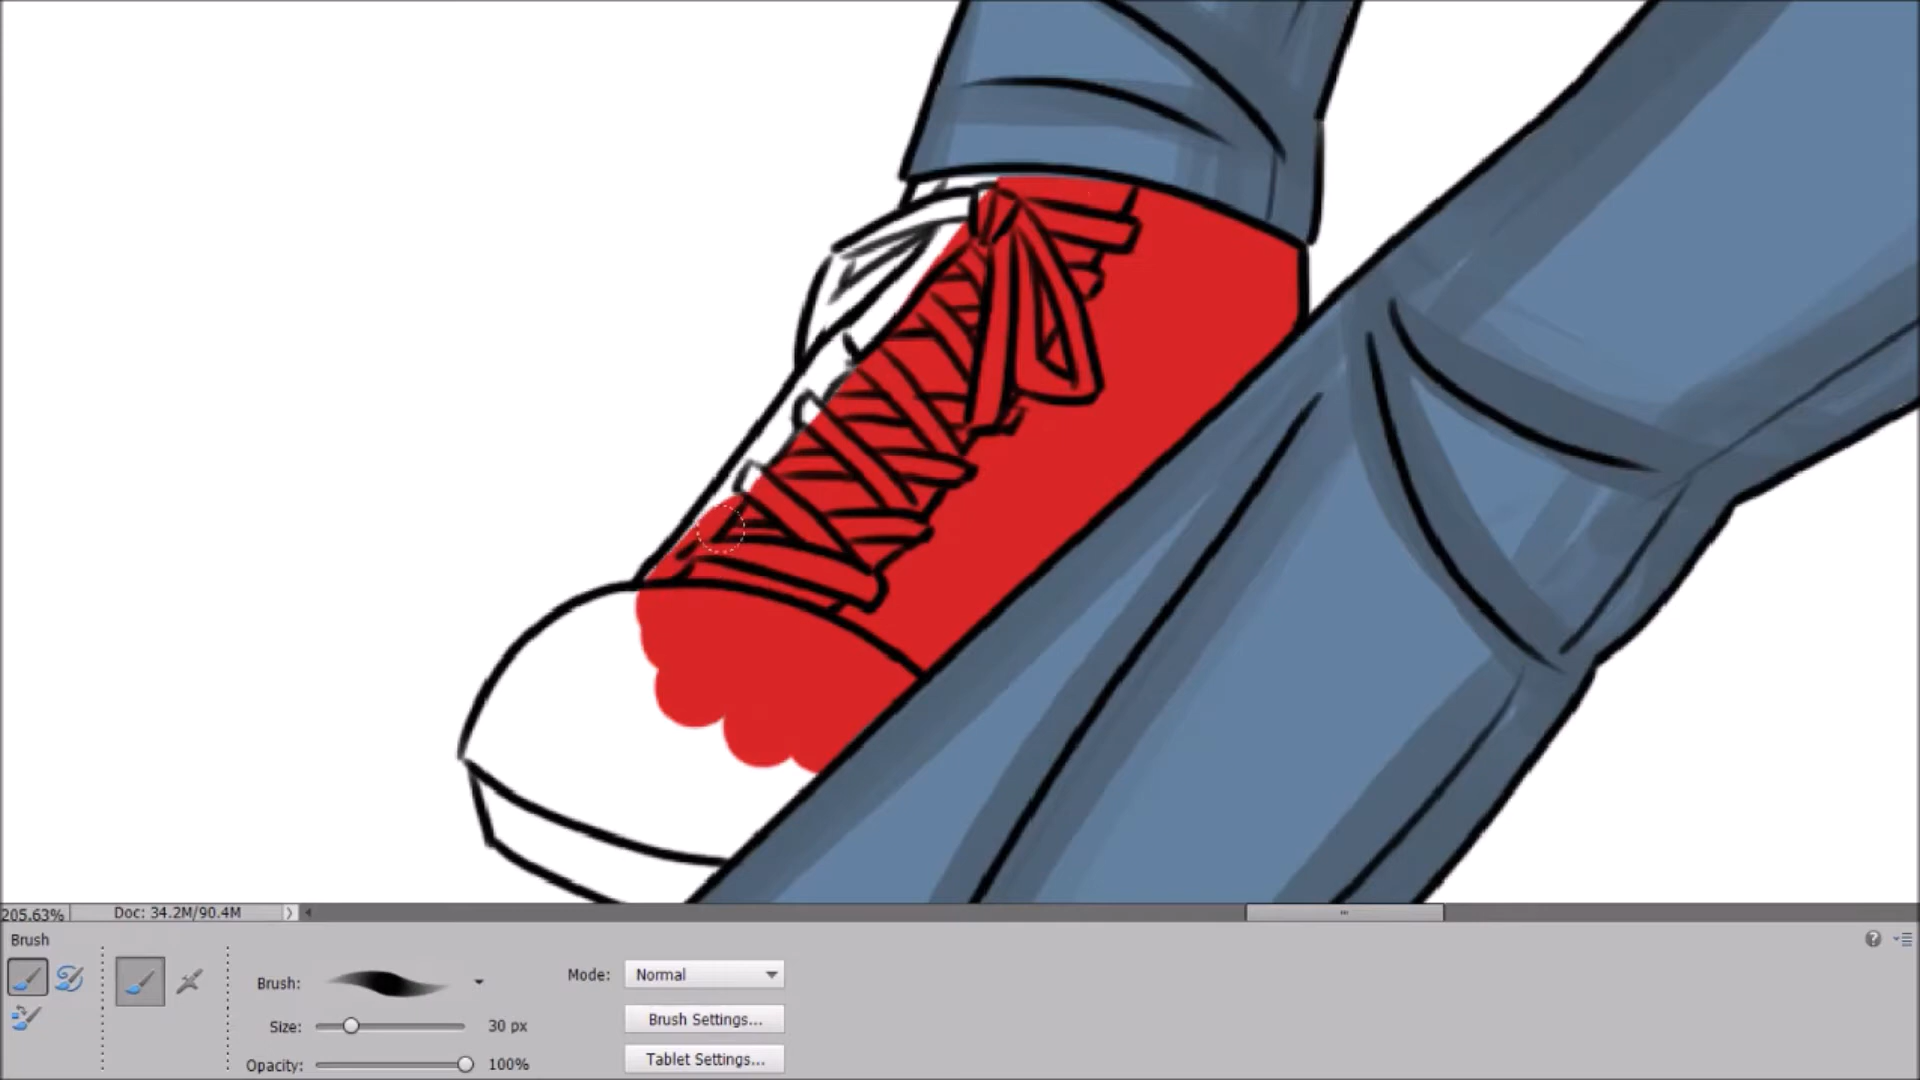 205.63%
Doc: 34.2M/90.4M
Brush
Brush:
Size: 30 px
Opacity: 100%
Mode: Normal
Brush Settings...
Tablet Settings...